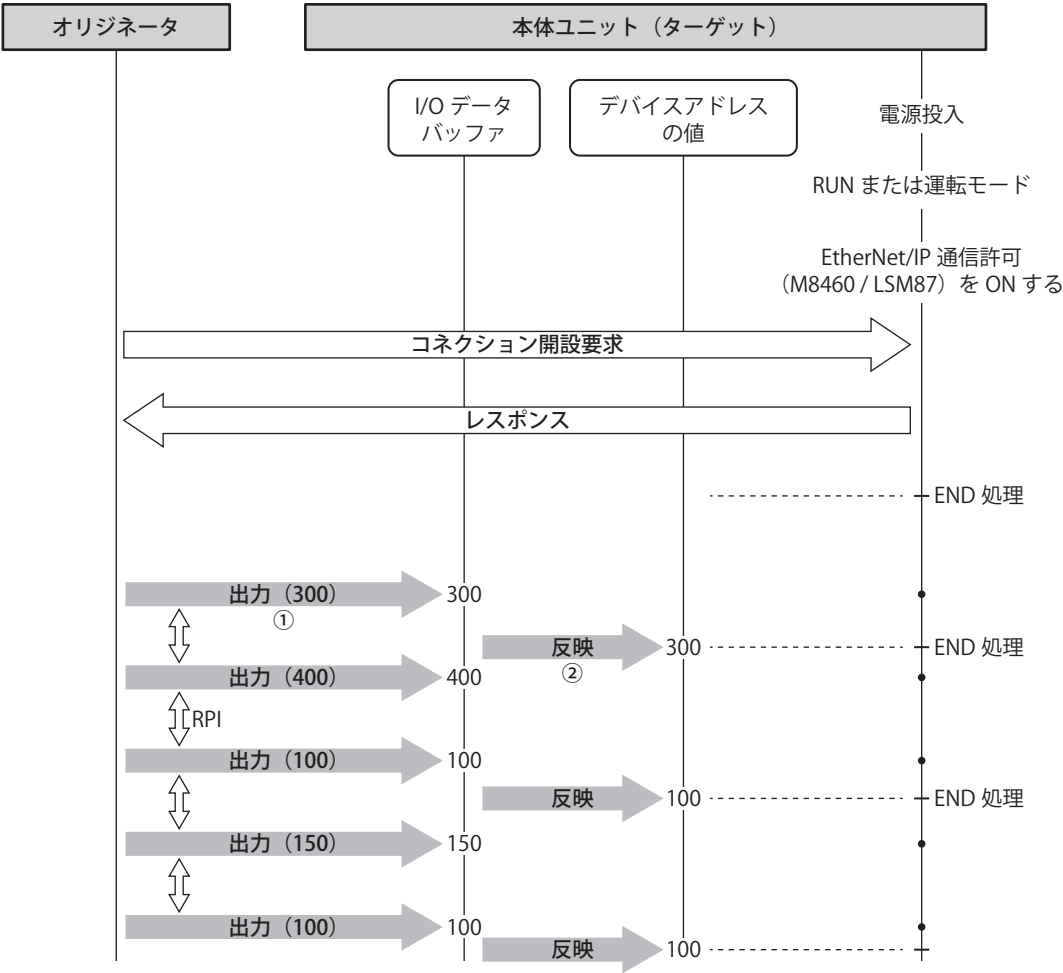 オリジネータ
本体ユニット（ターゲット）
I/O データ
バッファ
デバイスアドレス
の値
電源投入
RUN または運転モード
EtherNet/IP 通信許可
（M8460 / LSM87）を ON する
コネクション開設要求
レスポンス
END 処理
出力（300）
300
①
反映
300
END 処理
②
出力（400）
400
RPI
出力（100）
100
反映
100
END 処理
出力（150）
150
出力（100）
100
反映
100